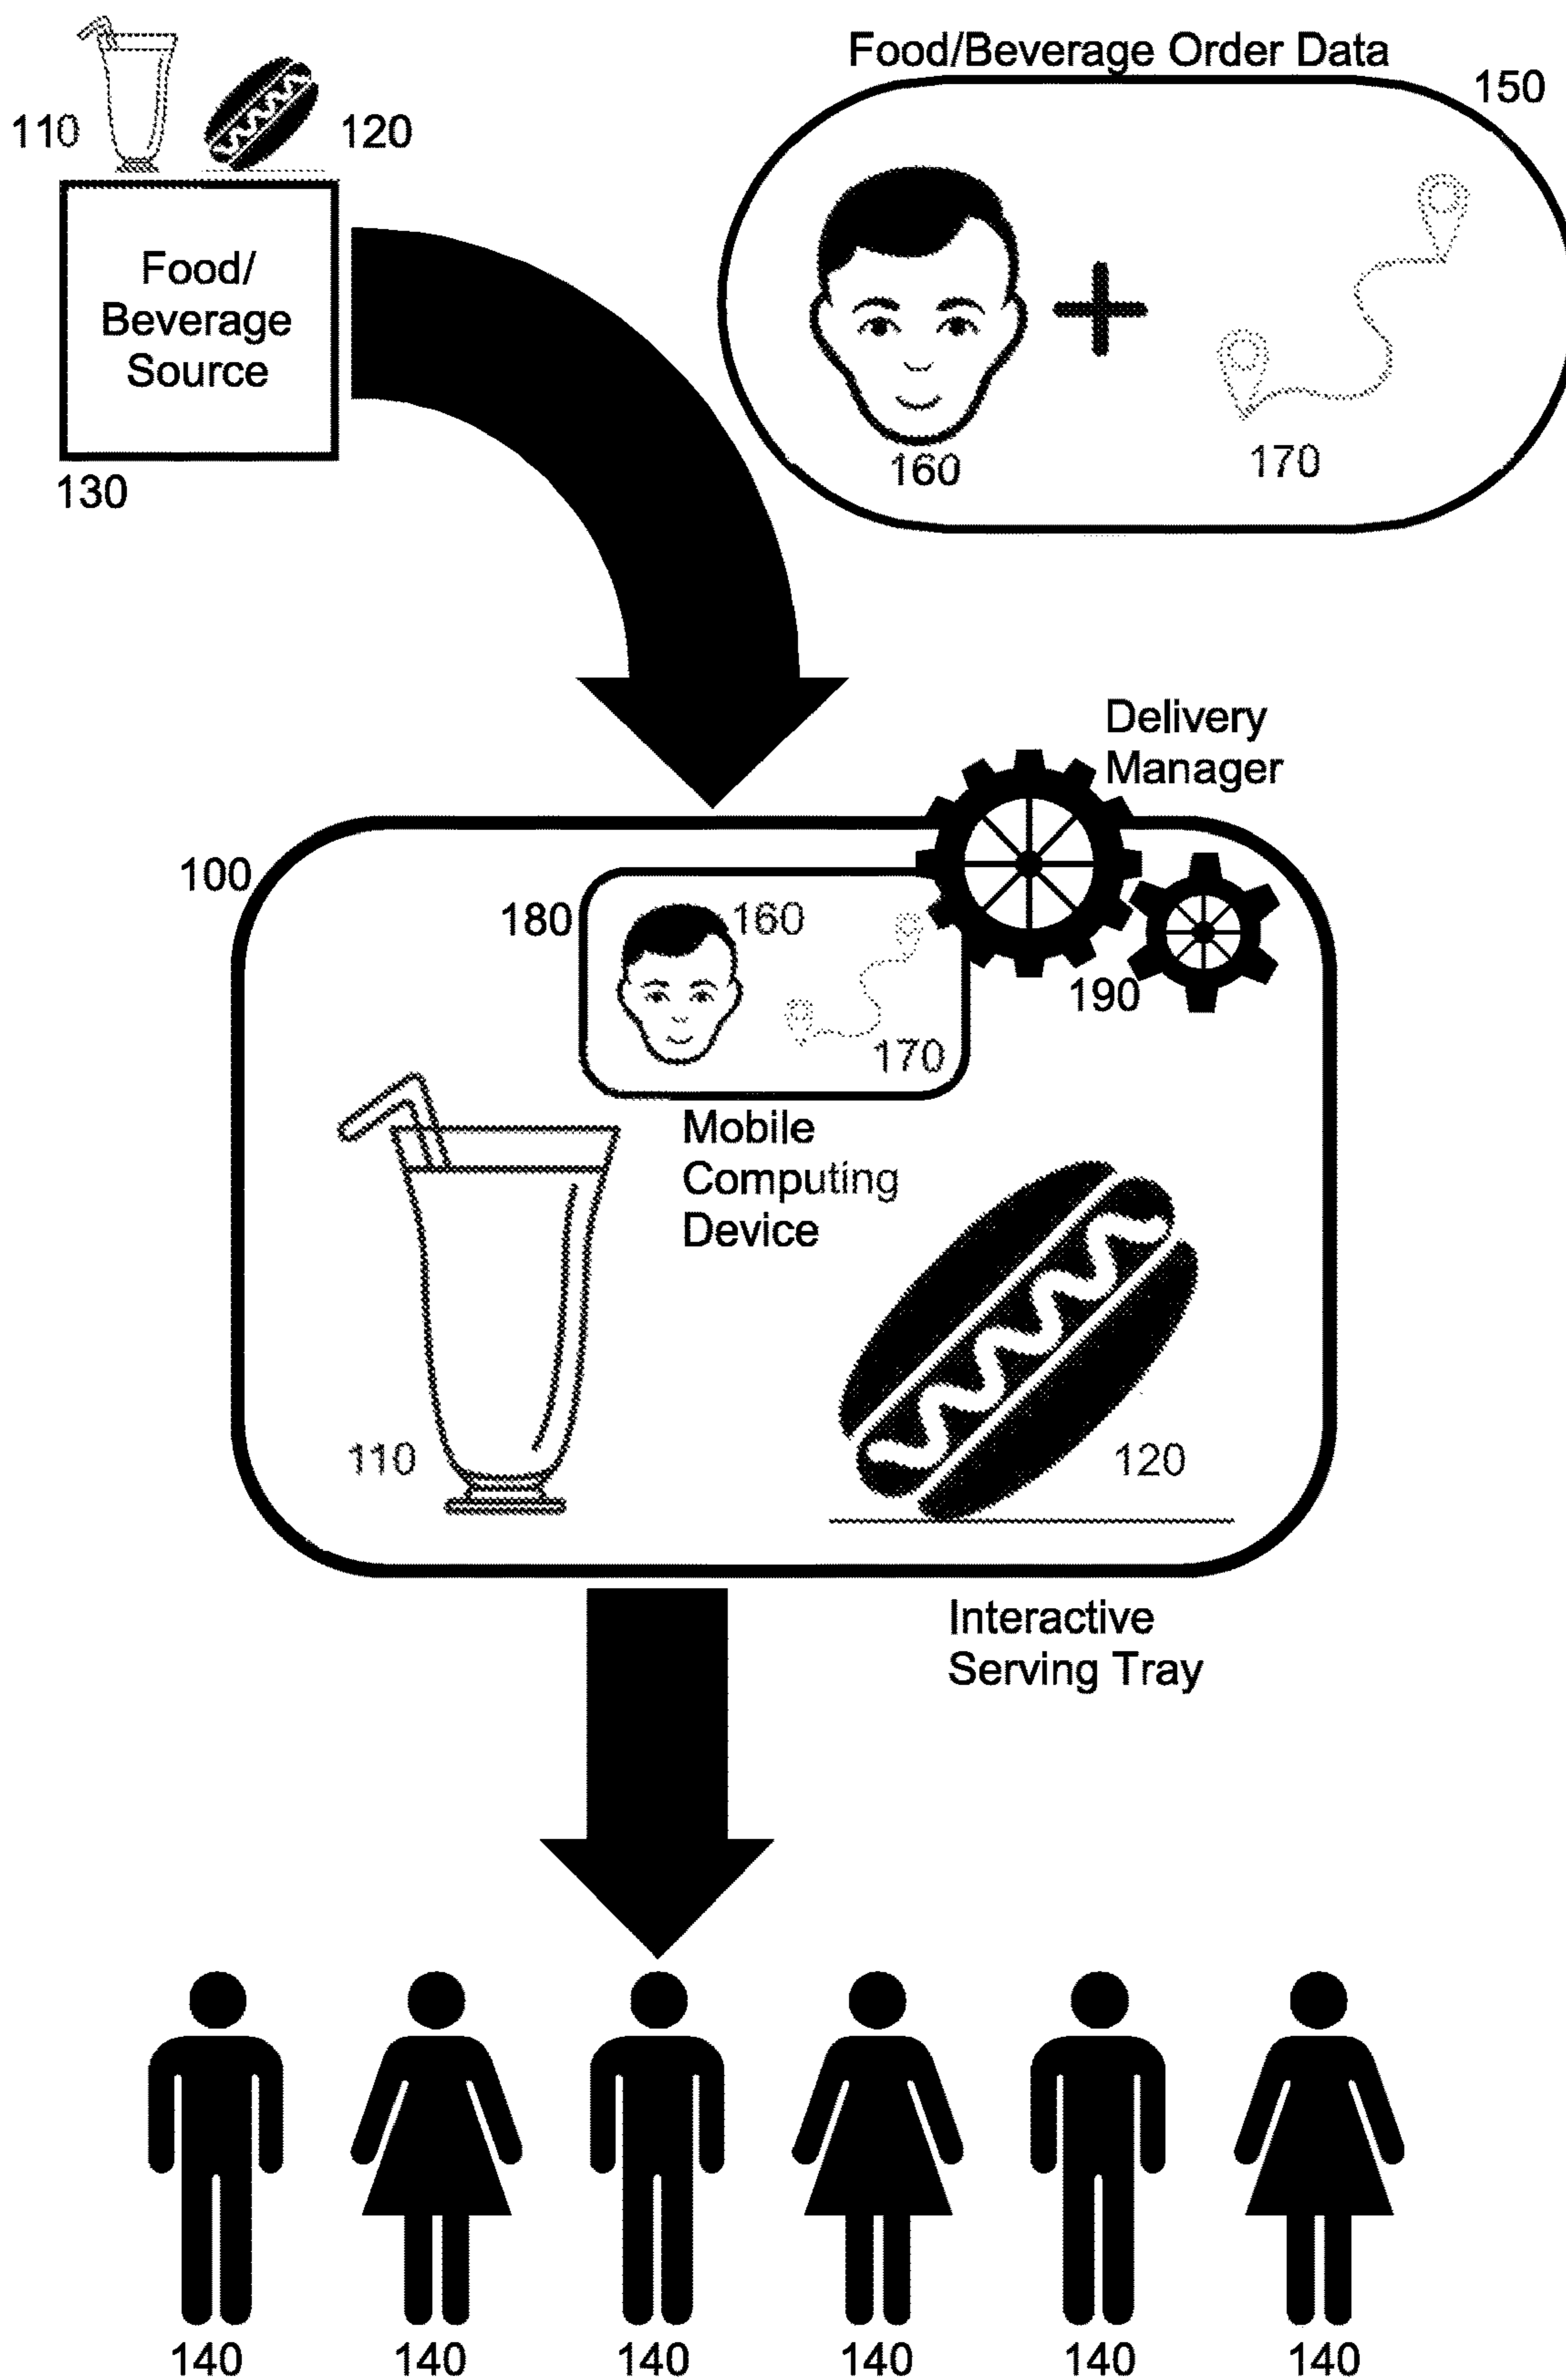 Food/Beverage Order Data
150
110
120
Food/
Beverage
Source
130
160
170
Delivery
Manager
100
180
160
190
170
Mobile
Computing
Device
110
120
Interactive
Serving Tray
140 140 140 140 140 140